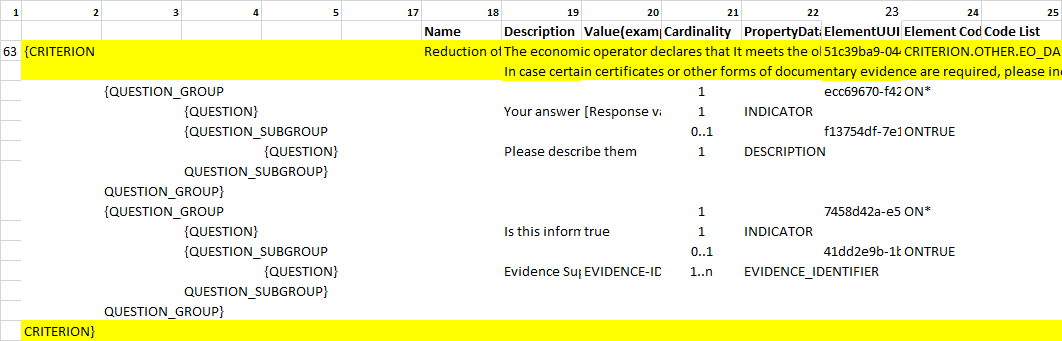 1 2 3 4 5 17 18 19 20 21 22 23 24 25
Name Description Value(examp Cardinality PropertyData ElementUUI Element Cod Code List
63 {CRITERION Reduction of The economic operator declares that It meets the ol 51c39ba9-04 CRITERION.OTHER.EO_DA
In case certain certificates or other forms of documentary evidence are required, please in
{QUESTION_GROUP 1 ecc69670-f42 ON*
{QUESTION} Your answer [Response va 1 INDICATOR
{QUESTION_SUBGROUP 0..1 f13754df-7e1 ONTRUE
{QUESTION} Please describe them 1 DESCRIPTION
QUESTION_SUBGROUP}
QUESTION_GROUP}
{QUESTION_GROUP 1 7458d42a-e5 ON*
{QUESTION} Is this inform true 1 INDICATOR
{QUESTION_SUBGROUP 0..1 41dd2e9b-1b ONTRUE
{QUESTION} Evidence Sup EVIDENCE-ID 1..n EVIDENCE_IDENTIFIER
QUESTION_SUBGROUP}
QUESTION_GROUP}
CRITERION}